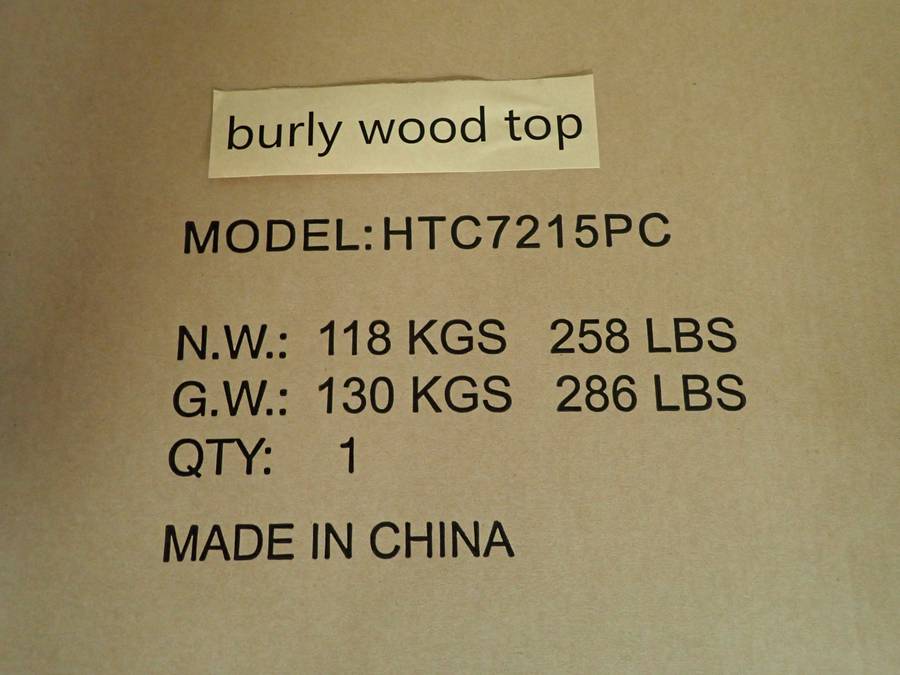 burly wood top
MODEL:HTC7215PC
N.W.: 118 KGS 258 LBS
G.W.: 130 KGS 286 LBS
QTY: 1
MADE IN CHINA